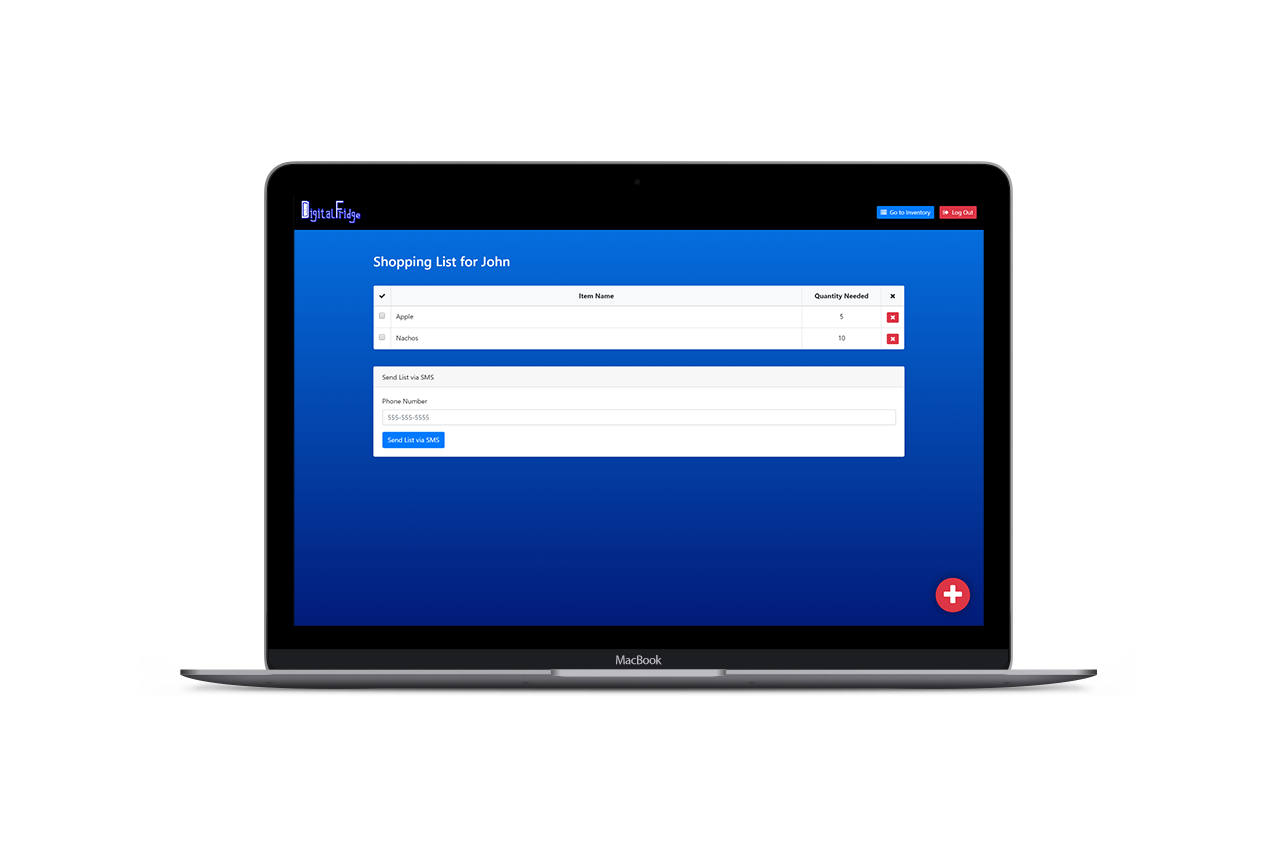 DigitalFridge
Go to Inventory
Log Out
Shopping List for John
Item Name Quantity Needed
Apple 5
Nachos 10
Send List via SMS
Phone Number
555-555-5555
Send List via SMS
MacBook